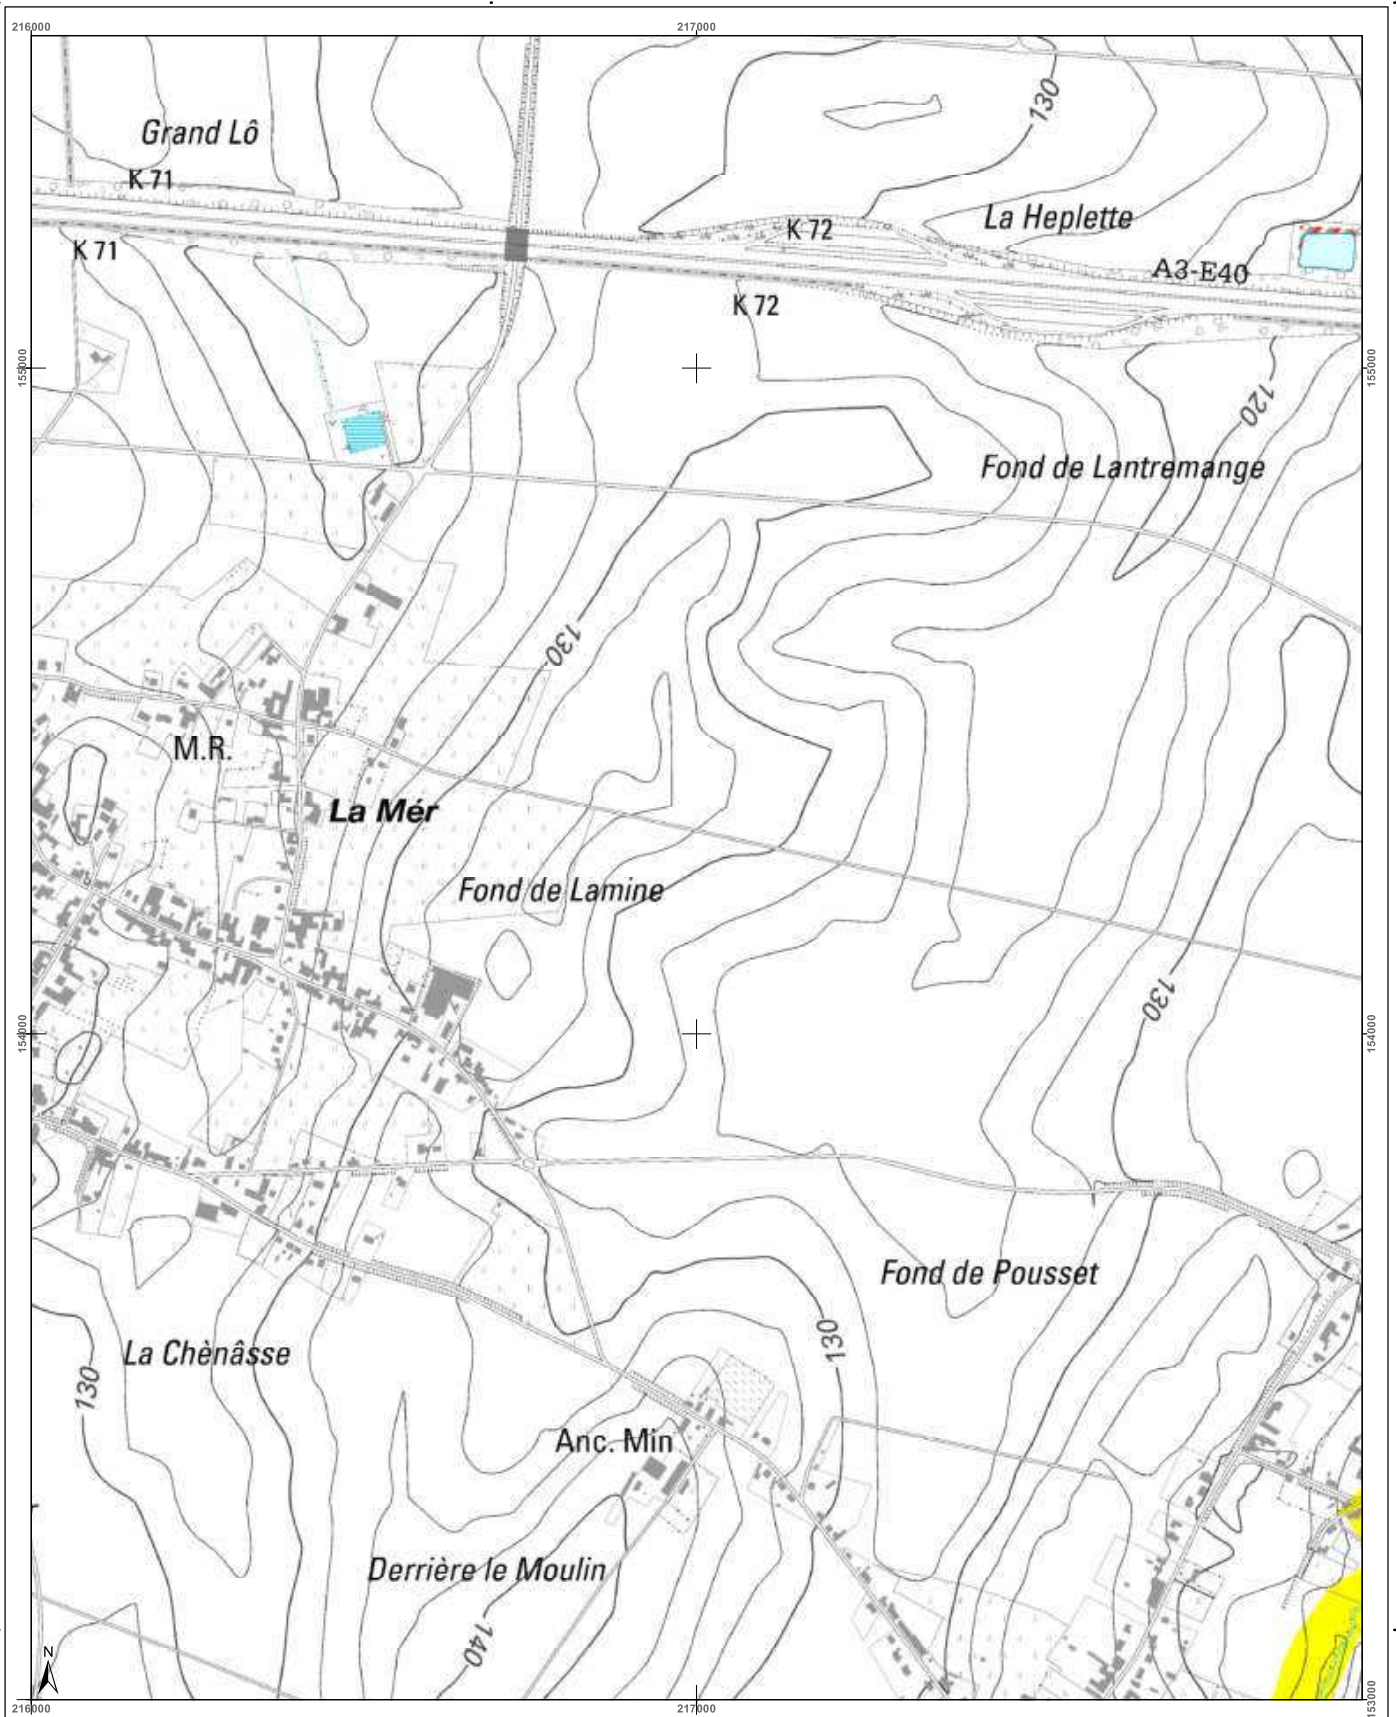 216000
217000
130
Grand Lô
K 71
K 72
La Heplette
K 71
A3-E40
K 72
155000
155000
120
Fond de Lantremange
130
M.R.
La Mér
Fond de Lamine
130
154000
154000
Fond de Pousset
130
La Chènâsse
130
Anc. Min
Derrière le Moulin
140
N
216000
217000
153000